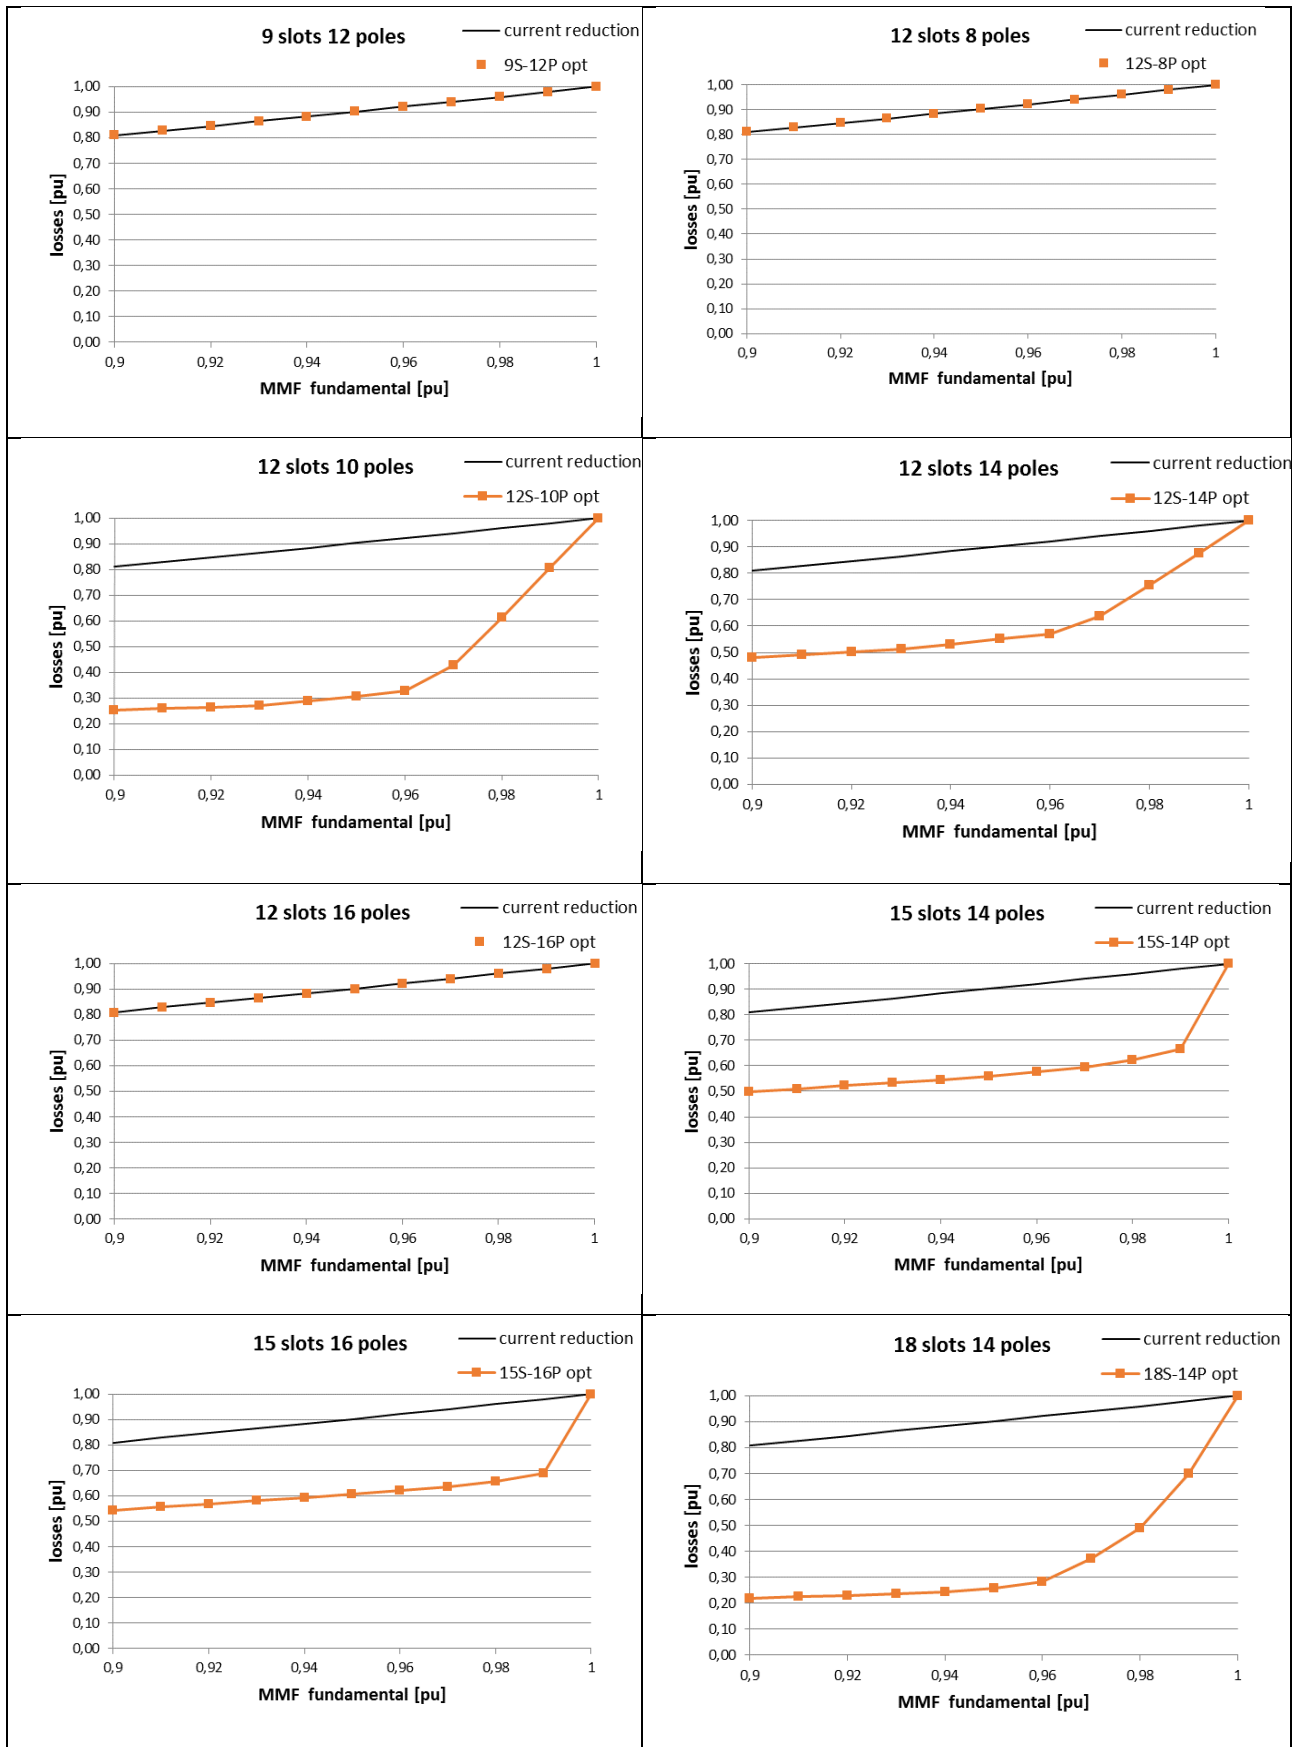 9 slots 12 poles
current reduction
9S-12P opt
1,00
0,90
0,80
0,70
0,60
0,50
0,40
0,30
0,20
0,10
0,00
losses [pu]
0,9 0,92 0,94 0,96 0,98 1
MMF fundamental [pu]
12 slots 8 poles
current reduction
12S-8P opt
1,00
0,90
0,80
0,70
0,60
0,50
0,40
0,30
0,20
0,10
0,00
losses [pu]
0,9 0,92 0,94 0,96 0,98 1
MMF fundamental [pu]
12 slots 10 poles
current reduction
12S-10P opt
1,00
0,90
0,80
0,70
0,60
0,50
0,40
0,30
0,20
0,10
0,00
losses [pu]
0,9 0,92 0,94 0,96 0,98 1
MMF fundamental [pu]
12 slots 14 poles
current reduction
12S-14P opt
1,00
0,90
0,80
0,70
0,60
0,50
0,40
0,30
0,20
0,10
0,00
losses [pu]
0,9 0,92 0,94 0,96 0,98 1
MMF fundamental [pu]
12 slots 16 poles
current reduction
12S-16P opt
1,00
0,90
0,80
0,70
0,60
0,50
0,40
0,30
0,20
0,10
0,00
losses [pu]
0,9 0,92 0,94 0,96 0,98 1
MMF fundamental [pu]
15 slots 14 poles
current reduction
15S-14P opt
1,00
0,90
0,80
0,70
0,60
0,50
0,40
0,30
0,20
0,10
0,00
losses [pu]
0,9 0,92 0,94 0,96 0,98 1
MMF fundamental [pu]
15 slots 16 poles
current reduction
15S-16P opt
1,00
0,90
0,80
0,70
0,60
0,50
0,40
0,30
0,20
0,10
0,00
losses [pu]
0,9 0,92 0,94 0,96 0,98 1
MMF fundamental [pu]
18 slots 14 poles
current reduction
18S-14P opt
1,00
0,90
0,80
0,70
0,60
0,50
0,40
0,30
0,20
0,10
0,00
losses [pu]
0,9 0,92 0,94 0,96 0,98 1
MMF fundamental [pu]